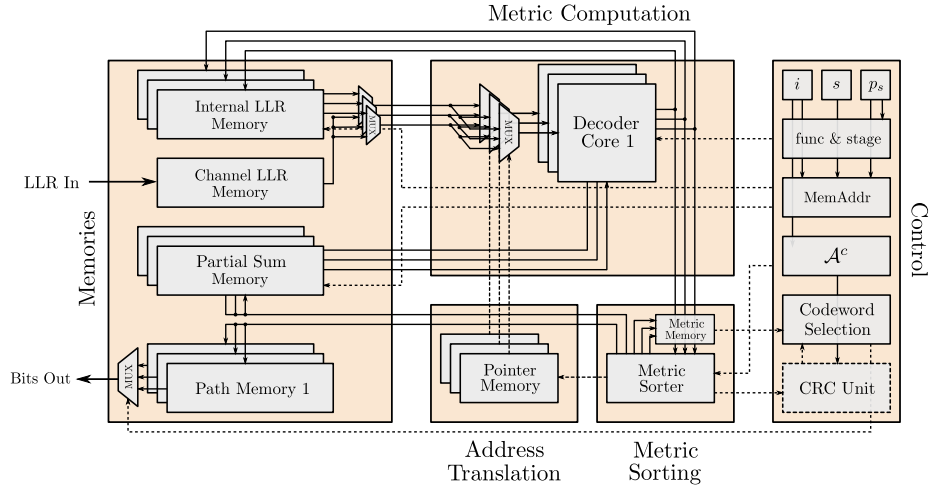 Metric Computation
Internal LLR
Memory
MUX
MUX
Decoder
Core 1
i
s
pₛ
func & stage
LLR In
Channel LLR
Memory
MemAddr
Memories
Control
Partial Sum
Memory
𝒜ᶜ
Codeword
Selection
Metric
Memory
Bits Out
MUX
Path Memory 1
Pointer
Memory
Metric
Sorter
CRC Unit
Address
Translation
Metric
Sorting